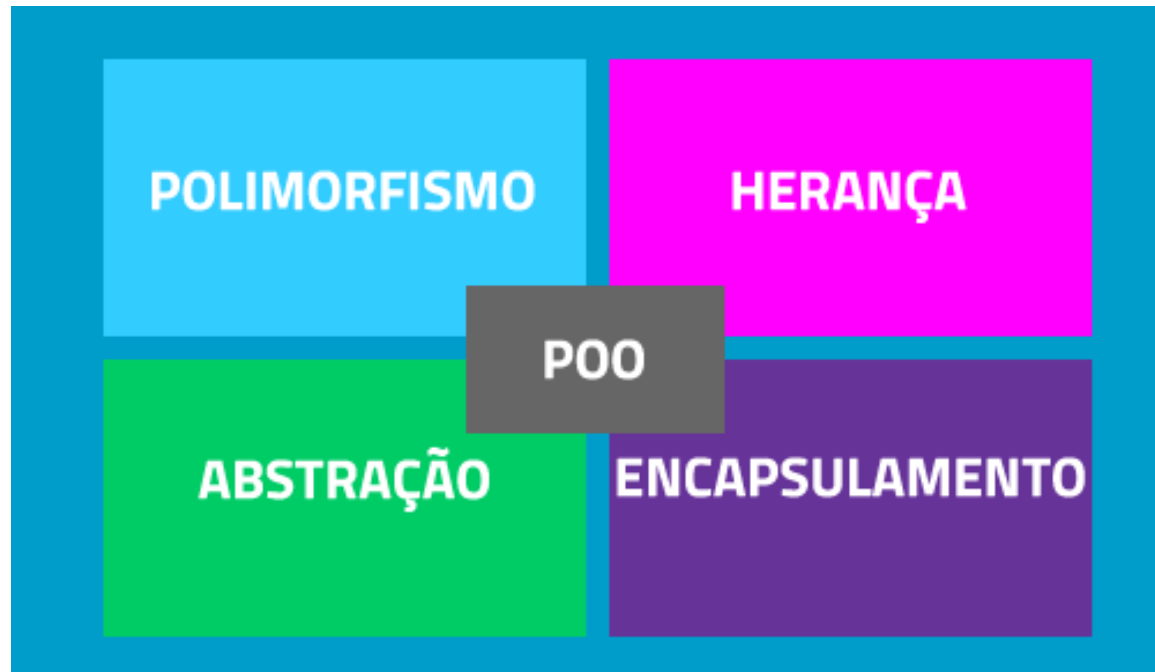 POLIMORFISMO
HERANÇA
POO
ABSTRAÇÃO
ENCAPSULAMENTO